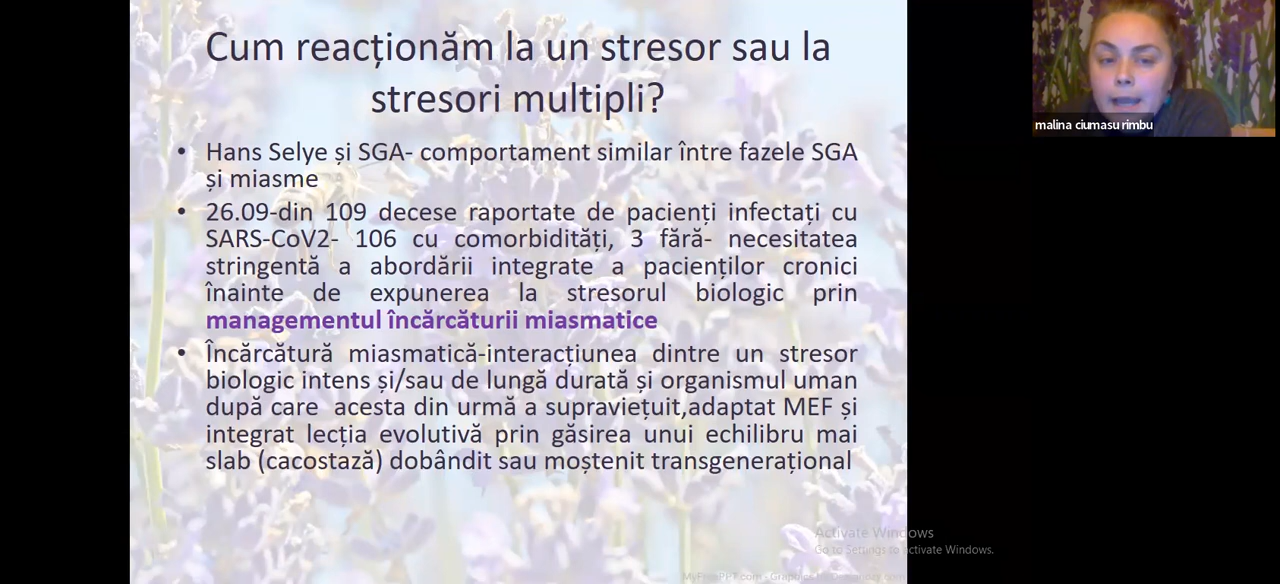 Cum reacționăm la un stresor sau la
stresori multipli?
• Hans Selye și SGA- comportament similar între fazele SGA
și miasme
• 26.09-din 109 decese raportate de pacienți infectați cu
SARS-CoV2- 106 cu comorbidități, 3 fără- necesitatea
stringentă a abordării integrate a pacienților cronici
înainte de expunerea la stresorul biologic prin
managementul încărcăturii miasmatice
• Încărcătură miasmatică-interacțiunea dintre un stresor
biologic intens și/sau de lungă durată și organismul uman
după care acesta din urmă a supraviețuit,adaptat MEF și
integrat lecția evolutivă prin găsirea unui echilibru mai
slab (cacostază) dobândit sau moștenit transgenerațional
malina ciumasu rimbu
Activate Windows
Go to Settings to activate Windows.